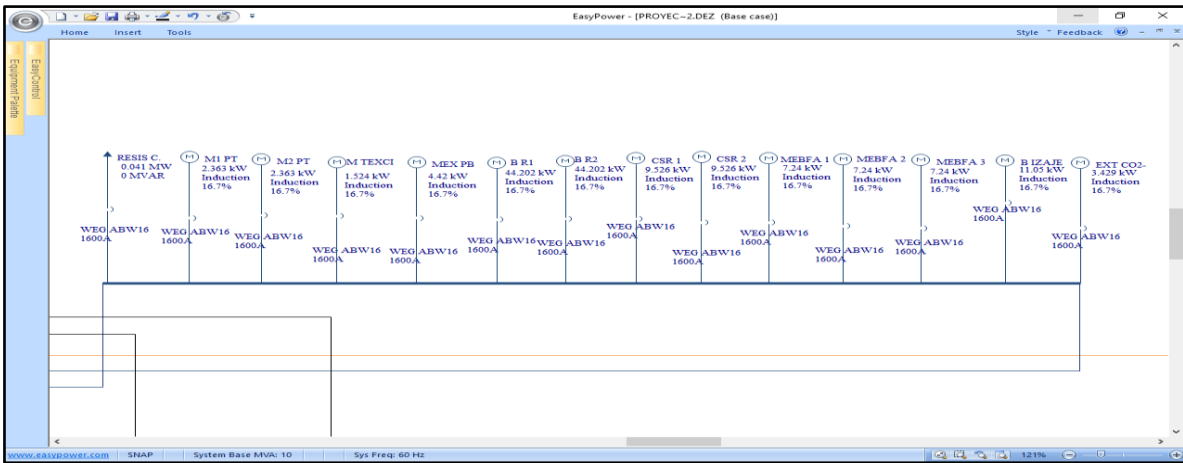 EasyPower - [PROYEC~2.DEZ (Base case)]
Home Insert Tools
Style Feedback
EasyControl
Equipment Palette
RESIS C.
0.041 MW
0 MVAR
WEG ABW16
1600A
M1 PT
2.363 kW
Induction
16.7%
WEG ABW16
1600A
M2 PT
2.363 kW
Induction
16.7%
WEG ABW16
1600A
M TEXCI
1.524 kW
Induction
16.7%
WEG ABW16
1600A
MEX PB
4.42 kW
Induction
16.7%
WEG ABW16
1600A
B R1
44.202 kW
Induction
16.7%
WEG ABW16
1600A
B R2
44.202 kW
Induction
16.7%
WEG ABW16
1600A
CSR 1
9.526 kW
Induction
16.7%
WEG ABW16
1600A
CSR 2
9.526 kW
Induction
16.7%
WEG ABW16
1600A
MEBFA 1
7.24 kW
Induction
16.7%
WEG ABW16
1600A
MEBFA 2
7.24 kW
Induction
16.7%
WEG ABW16
1600A
MEBFA 3
7.24 kW
Induction
16.7%
WEG ABW16
1600A
B IZAJE
11.05 kW
Induction
16.7%
WEG ABW16
1600A
EXT CO2-
3.429 kW
Induction
16.7%
WEG ABW16
1600A
www.easypower.com SNAP System Base MVA: 10 Sys Freq: 60 Hz 121%